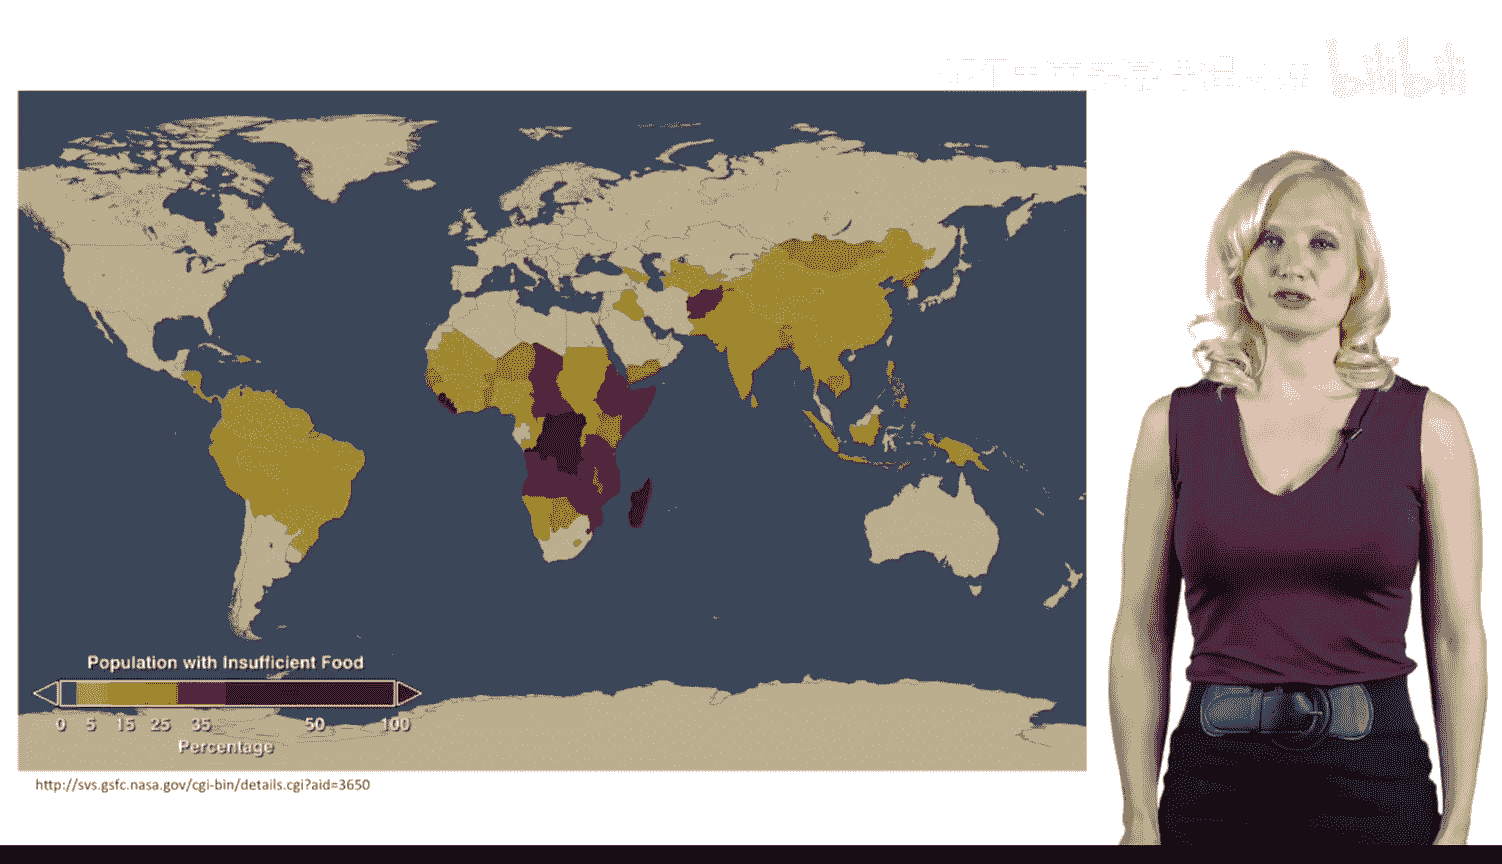 bilibili
Population with Insufficient Food
0 5 15 25 35 50 100
Percentage
http://svs.gsfc.nasa.gov/cgi-bin/details.cgi?aid=3650